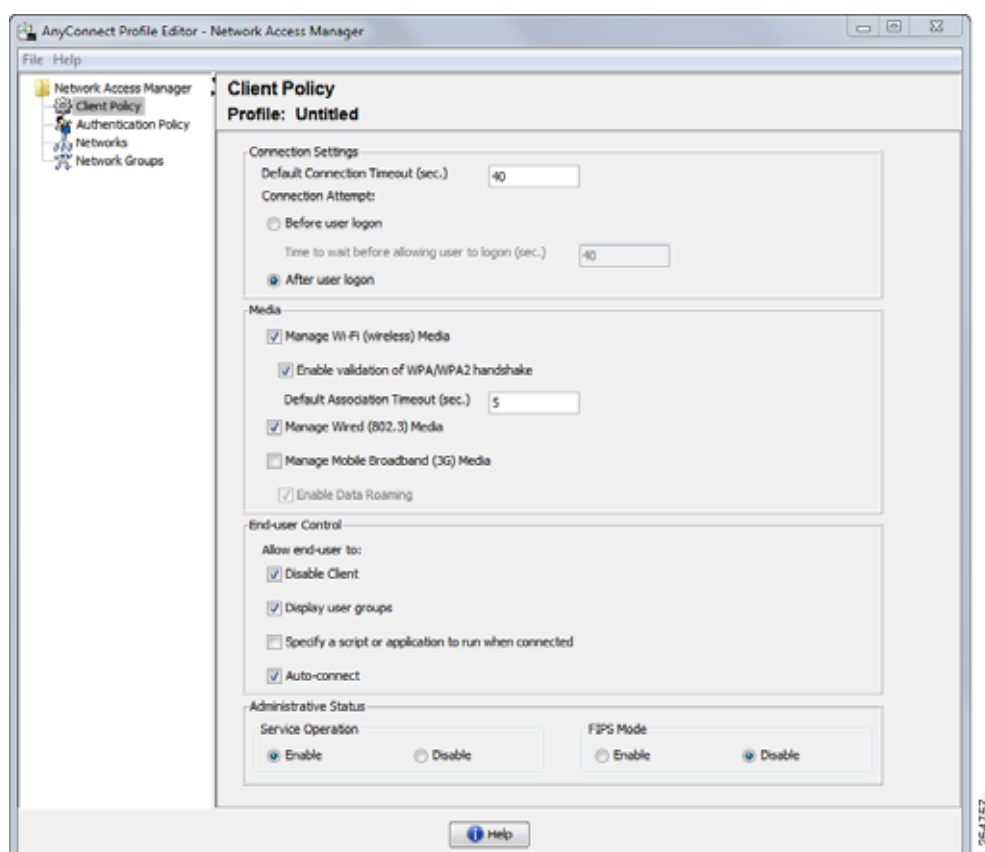 AnyConnect Profile Editor - Network Access Manager
File Help
Network Access Manager
Client Policy
Authentication Policy
Networks
Network Groups
Client Policy
Profile: Untitled
Connection Settings
Default Connection Timeout (sec.) 40
Connection Attempt:
Before user logon
Time to wait before allowing user to logon (sec.) 40
After user logon
Media
Manage Wi-Fi (wireless) Media
Enable validation of WPA/WPA2 handshake
Default Association Timeout (sec.) 5
Manage Wired (802.3) Media
Manage Mobile Broadband (3G) Media
Enable Data Roaming
End-user Control
Allow end-user to:
Disable Client
Display user groups
Specify a script or application to run when connected
Auto-connect
Administrative Status
Service Operation FIPS Mode
Enable Disable Enable Disable
Help